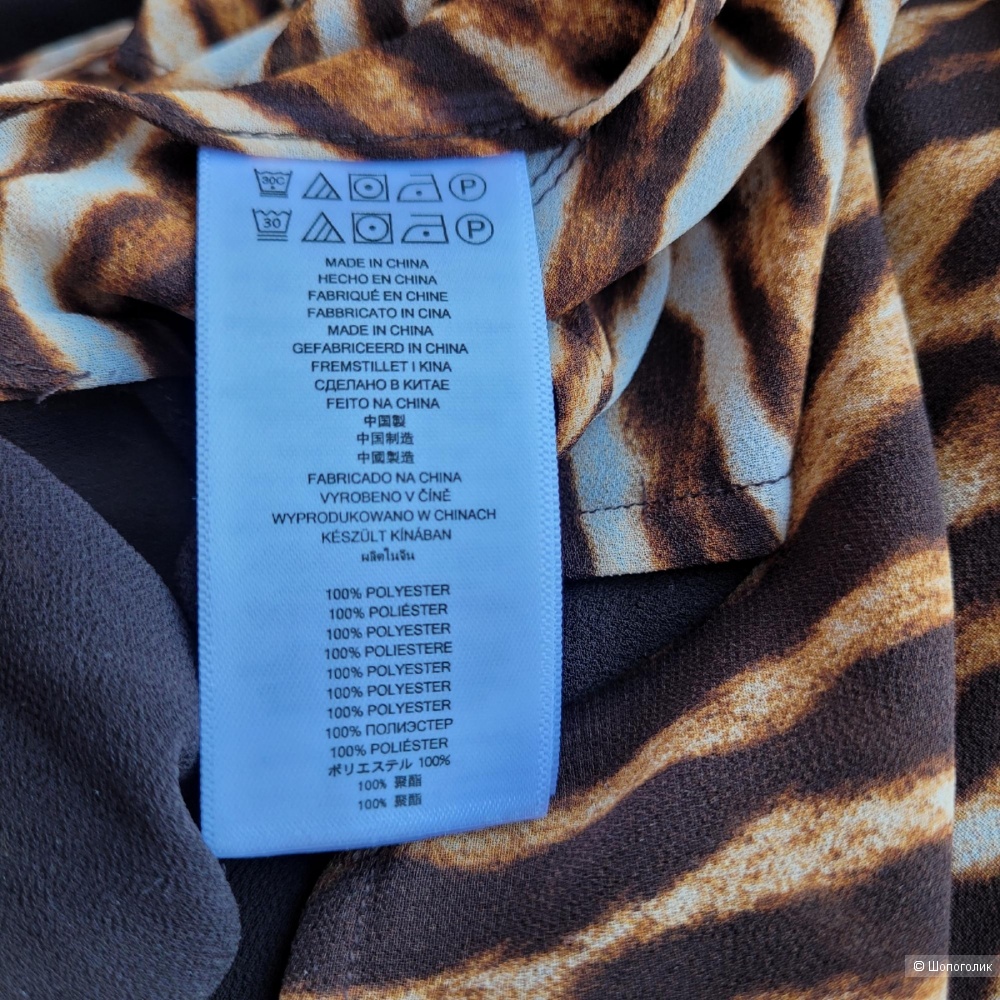 30C P
30 P
MADE IN CHINA
HECHO EN CHINA
FABRIQUÉ EN CHINE
FABBRICATO IN CINA
MADE IN CHINA
GEFABRICEERD IN CHINA
FREMSTILLET I KINA
СДЕЛАНО В КИТАЕ
FEITO NA CHINA
中国製
中国制造
中國製造
FABRICADO NA CHINA
VYROBENO V ČÍNĚ
WYPRODUKOWANO W CHINACH
KÉSZÜLT KÍNÁBAN
ผลิตในจีน
100% POLYESTER
100% POLIÉSTER
100% POLYESTER
100% POLIESTERE
100% POLYESTER
100% POLYESTER
100% POLYESTER
100% ПОЛИЭСТЕР
100% POLIÉSTER
ポリエステル 100%
100% 聚酯
100% 聚酯
© Шопоголик